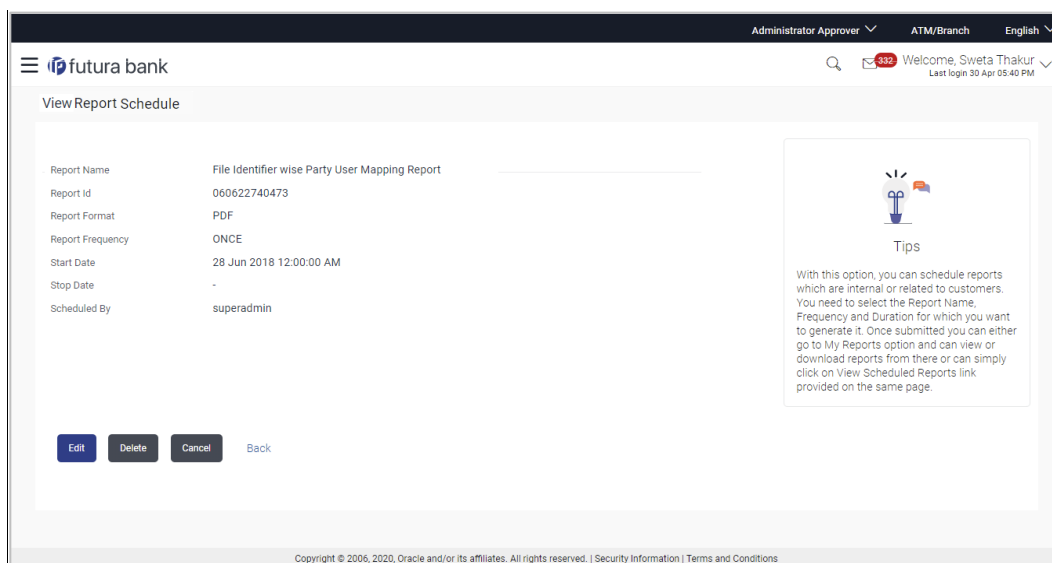 Administrator Approver ATM/Branch English
futura bank 332 Welcome, Sweta Thakur
Last login 30 Apr 05:40 PM
View Report Schedule
Report Name File Identifier wise Party User Mapping Report
Report Id 060622740473
Report Format PDF
Report Frequency ONCE
Start Date 28 Jun 2018 12:00:00 AM
Stop Date -
Scheduled By superadmin
Tips
With this option, you can schedule reports
which are internal or related to customers.
You need to select the Report Name,
Frequency and Duration for which you want
to generate it. Once submitted you can either
go to My Reports option and can view or
download reports from there or can simply
click on View Scheduled Reports link
provided on the same page.
Edit Delete Cancel Back
Copyright © 2006, 2020, Oracle and/or its affiliates. All rights reserved. | Security Information | Terms and Conditions